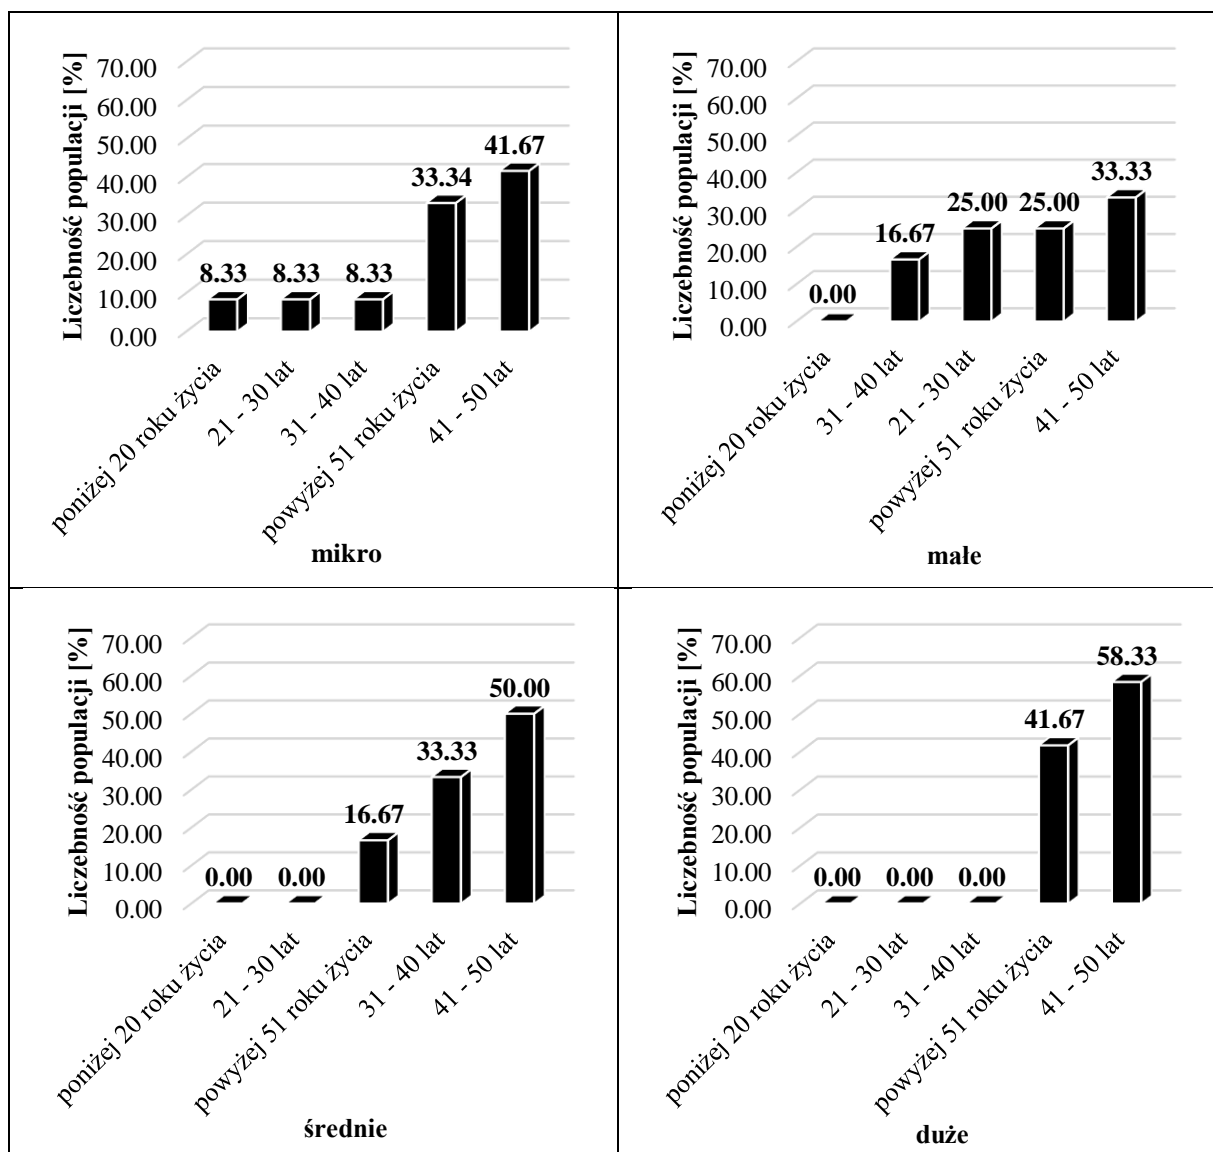 Liczebność populacji [%]
70.00
60.00
50.00
40.00
30.00
20.00
10.00
0.00
8.33
8.33
8.33
33.34
41.67
poniżej 20 roku życia
21 - 30 lat
31 - 40 lat
powyżej 51 roku życia
41 - 50 lat
mikro
Liczebność populacji [%]
70.00
60.00
50.00
40.00
30.00
20.00
10.00
0.00
0.00
16.67
25.00
25.00
33.33
poniżej 20 roku życia
31 - 40 lat
21 - 30 lat
powyżej 51 roku życia
41 - 50 lat
małe
Liczebność populacji [%]
70.00
60.00
50.00
40.00
30.00
20.00
10.00
0.00
0.00
0.00
16.67
33.33
50.00
poniżej 20 roku życia
21 - 30 lat
powyżej 51 roku życia
31 - 40 lat
41 - 50 lat
średnie
Liczebność populacji [%]
70.00
60.00
50.00
40.00
30.00
20.00
10.00
0.00
0.00
0.00
0.00
41.67
58.33
poniżej 20 roku życia
21 - 30 lat
31 - 40 lat
powyżej 51 roku życia
41 - 50 lat
duże